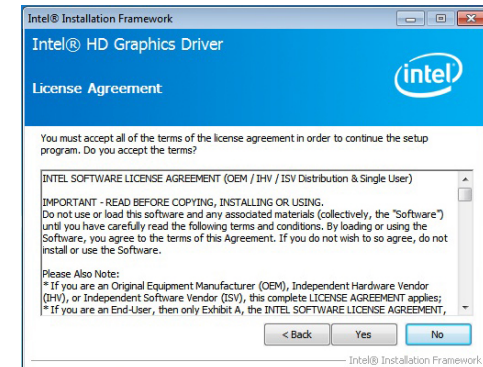 Intel® Installation Framework
Intel® HD Graphics Driver
intel
License Agreement
You must accept all of the terms of the license agreement in order to continue the setup
program. Do you accept the terms?
INTEL SOFTWARE LICENSE AGREEMENT (OEM / IHV / ISV Distribution & Single User)
IMPORTANT - READ BEFORE COPYING, INSTALLING OR USING.
Do not use or load this software and any associated materials (collectively, the "Software")
until you have carefully read the following terms and conditions. By loading or using the
Software, you agree to the terms of this Agreement. If you do not wish to so agree, do not
install or use the Software.
Please Also Note:
* If you are an Original Equipment Manufacturer (OEM), Independent Hardware Vendor
(IHV), or Independent Software Vendor (ISV), this complete LICENSE AGREEMENT applies;
* If you are an End-User, then only Exhibit A, the INTEL SOFTWARE LICENSE AGREEMENT,
< Back Yes No
Intel® Installation Framework